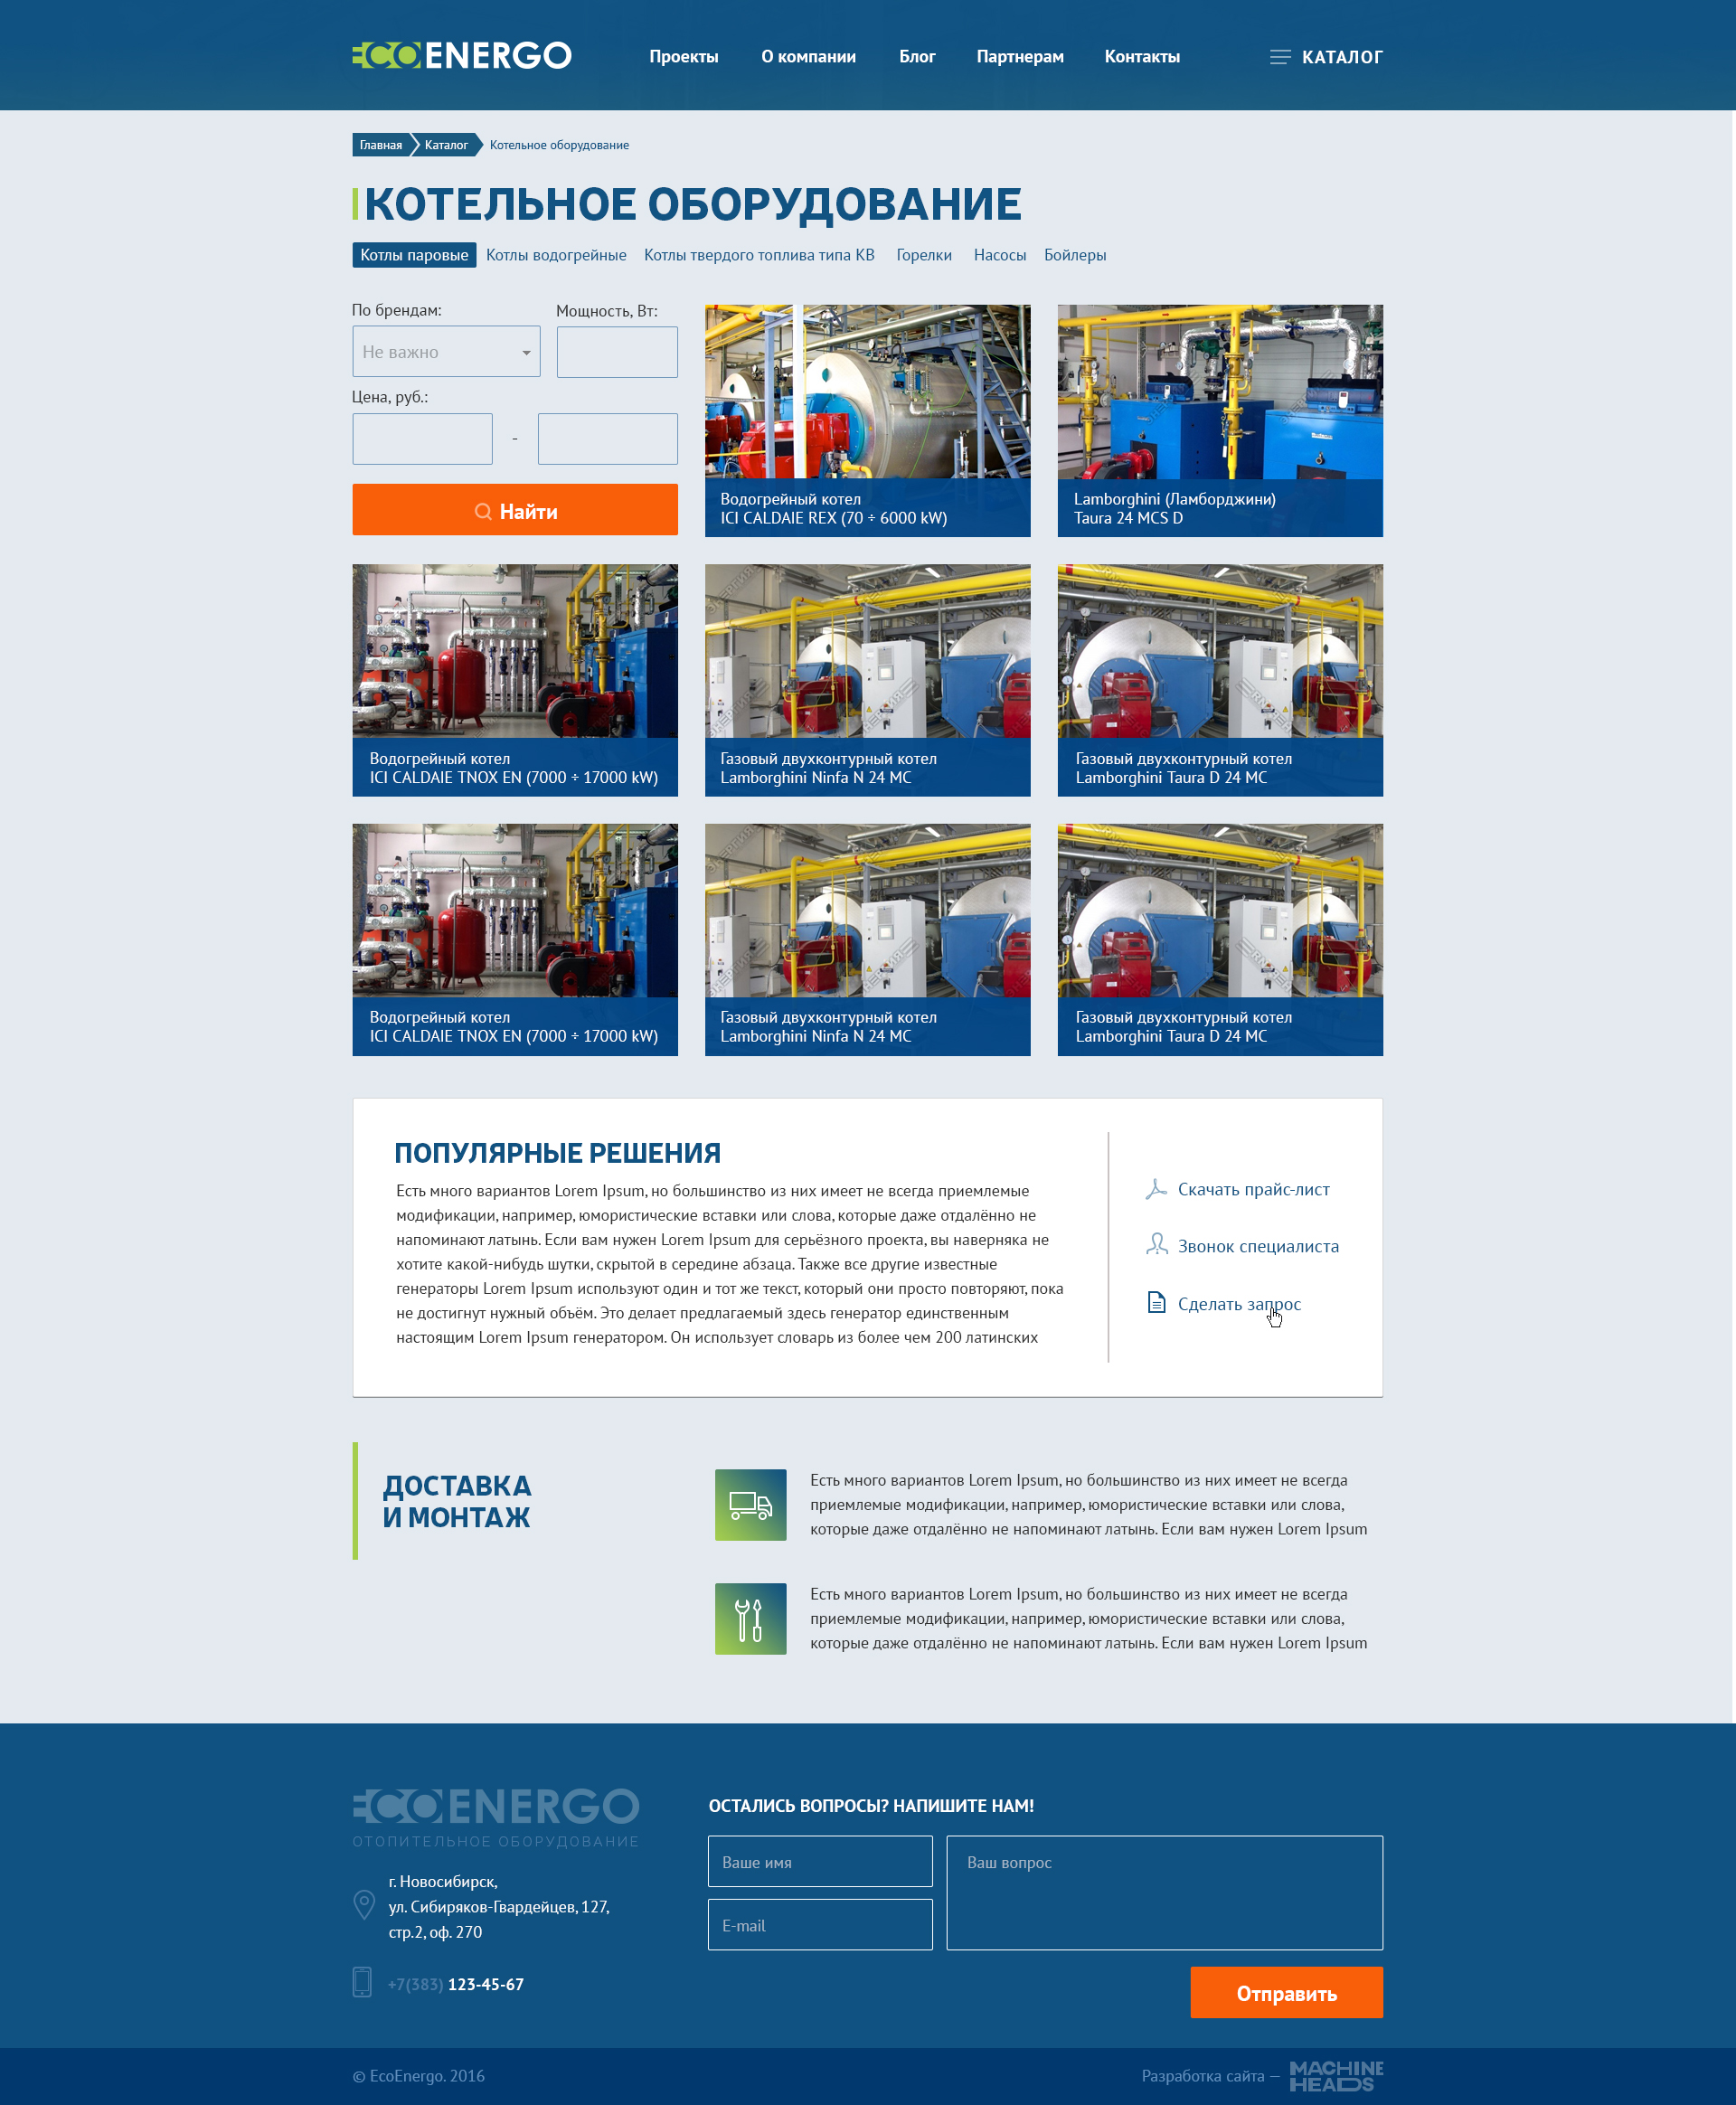 ECOENERGO
Проекты
О компании
Блог
Партнерам
Контакты
КАТАЛОГ
Главная
Каталог
Котельное оборудование
КОТЕЛЬНОЕ ОБОРУДОВАНИЕ
Котлы паровые
Котлы водогрейные
Котлы твердого топлива типа КВ
Горелки
Насосы
Бойлеры
По брендам:
Мощность, Вт:
Не важно
Цена, руб.:
-
Найти
Водогрейный котел
ICI CALDAIE REX (70 ÷ 6000 kW)
Lamborghini (Ламборджини)
Taura 24 MCS D
Водогрейный котел
ICI CALDAIE TNOX EN (7000 ÷ 17000 kW)
Газовый двухконтурный котел
Lamborghini Ninfa N 24 MC
Газовый двухконтурный котел
Lamborghini Taura D 24 MC
Водогрейный котел
ICI CALDAIE TNOX EN (7000 ÷ 17000 kW)
Газовый двухконтурный котел
Lamborghini Ninfa N 24 MC
Газовый двухконтурный котел
Lamborghini Taura D 24 MC
ПОПУЛЯРНЫЕ РЕШЕНИЯ
Есть много вариантов Lorem Ipsum, но большинство из них имеет не всегда приемлемые
модификации, например, юмористические вставки или слова, которые даже отдалённо не
напоминают латынь. Если вам нужен Lorem Ipsum для серьёзного проекта, вы наверняка не
хотите какой-нибудь шутки, скрытой в середине абзаца. Также все другие известные
генераторы Lorem Ipsum используют один и тот же текст, который они просто повторяют, пока
не достигнут нужный объём. Это делает предлагаемый здесь генератор единственным
настоящим Lorem Ipsum генератором. Он использует словарь из более чем 200 латинских
Скачать прайс-лист
Звонок специалиста
Сделать запрос
ДОСТАВКА
И МОНТАЖ
Есть много вариантов Lorem Ipsum, но большинство из них имеет не всегда
приемлемые модификации, например, юмористические вставки или слова,
которые даже отдалённо не напоминают латынь. Если вам нужен Lorem Ipsum
Есть много вариантов Lorem Ipsum, но большинство из них имеет не всегда
приемлемые модификации, например, юмористические вставки или слова,
которые даже отдалённо не напоминают латынь. Если вам нужен Lorem Ipsum
ECOENERGO
ОТОПИТЕЛЬНОЕ ОБОРУДОВАНИЕ
г. Новосибирск,
ул. Сибиряков-Гвардейцев, 127,
стр.2, оф. 270
+7(383) 123-45-67
ОСТАЛИСЬ ВОПРОСЫ? НАПИШИТЕ НАМ!
Ваше имя
E-mail
Ваш вопрос
Отправить
© EcoEnergo. 2016
Разработка сайта —
MACHINE
HEADS